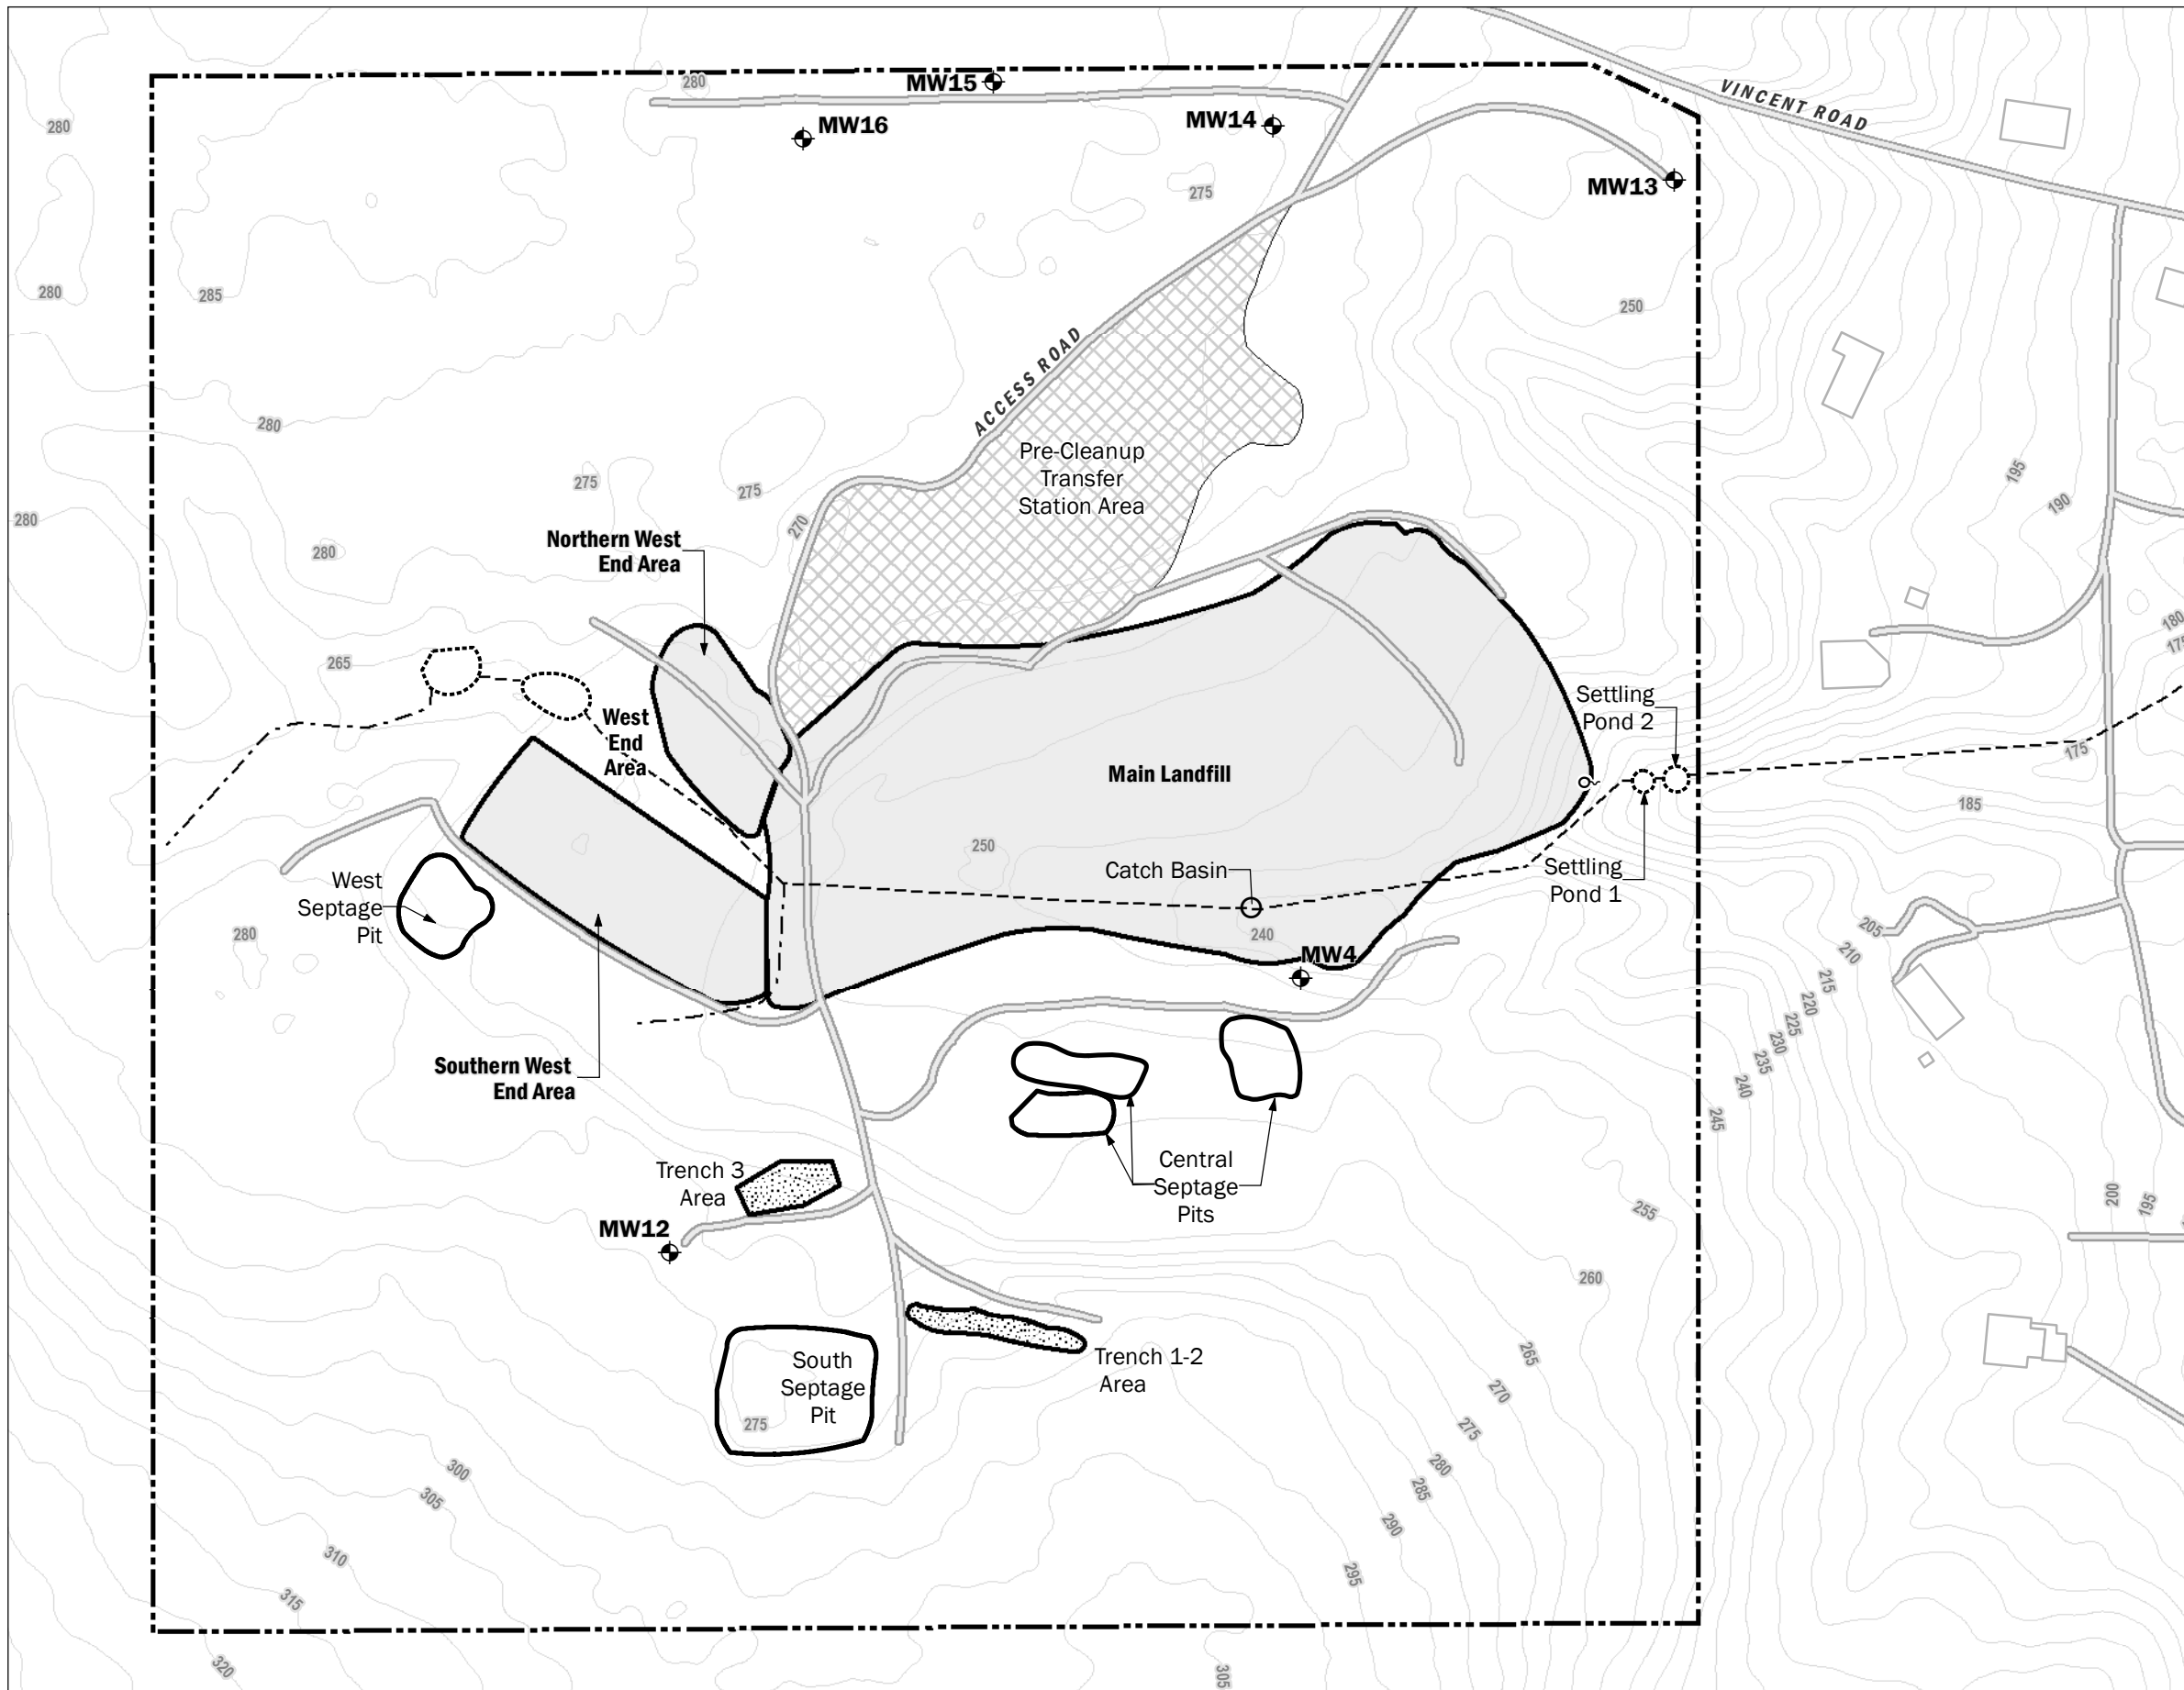 280
MW15
VINCENT ROAD
MW14
MW16
280
MW13
275
280
285
250
ACCESS ROAD
280
Pre-Cleanup
Transfer
Station Area
195
275
275
190
280
270
Northern West
End Area
280
180
265
Settling
Pond 2
West
End
Area
175
Main Landfill
185
250
Catch Basin
Settling
Pond 1
West
Septage
Pit
205
280
240
210
MW4
215
220
225
230
235
Southern West
End Area
240
245
Central
Septage
Pits
Trench 3
Area
200
195
255
MW12
260
265
South
Septage
Pit
Trench 1-2
Area
270
275
275
280
300
285
305
290
310
295
315
320
305